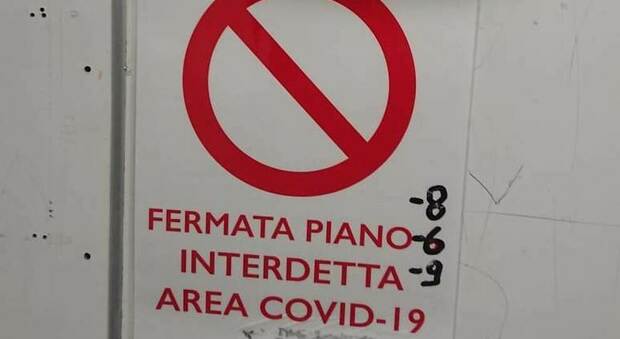 FERMATA PIANO -8
-6
INTERDETTA -9
AREA COVID-19